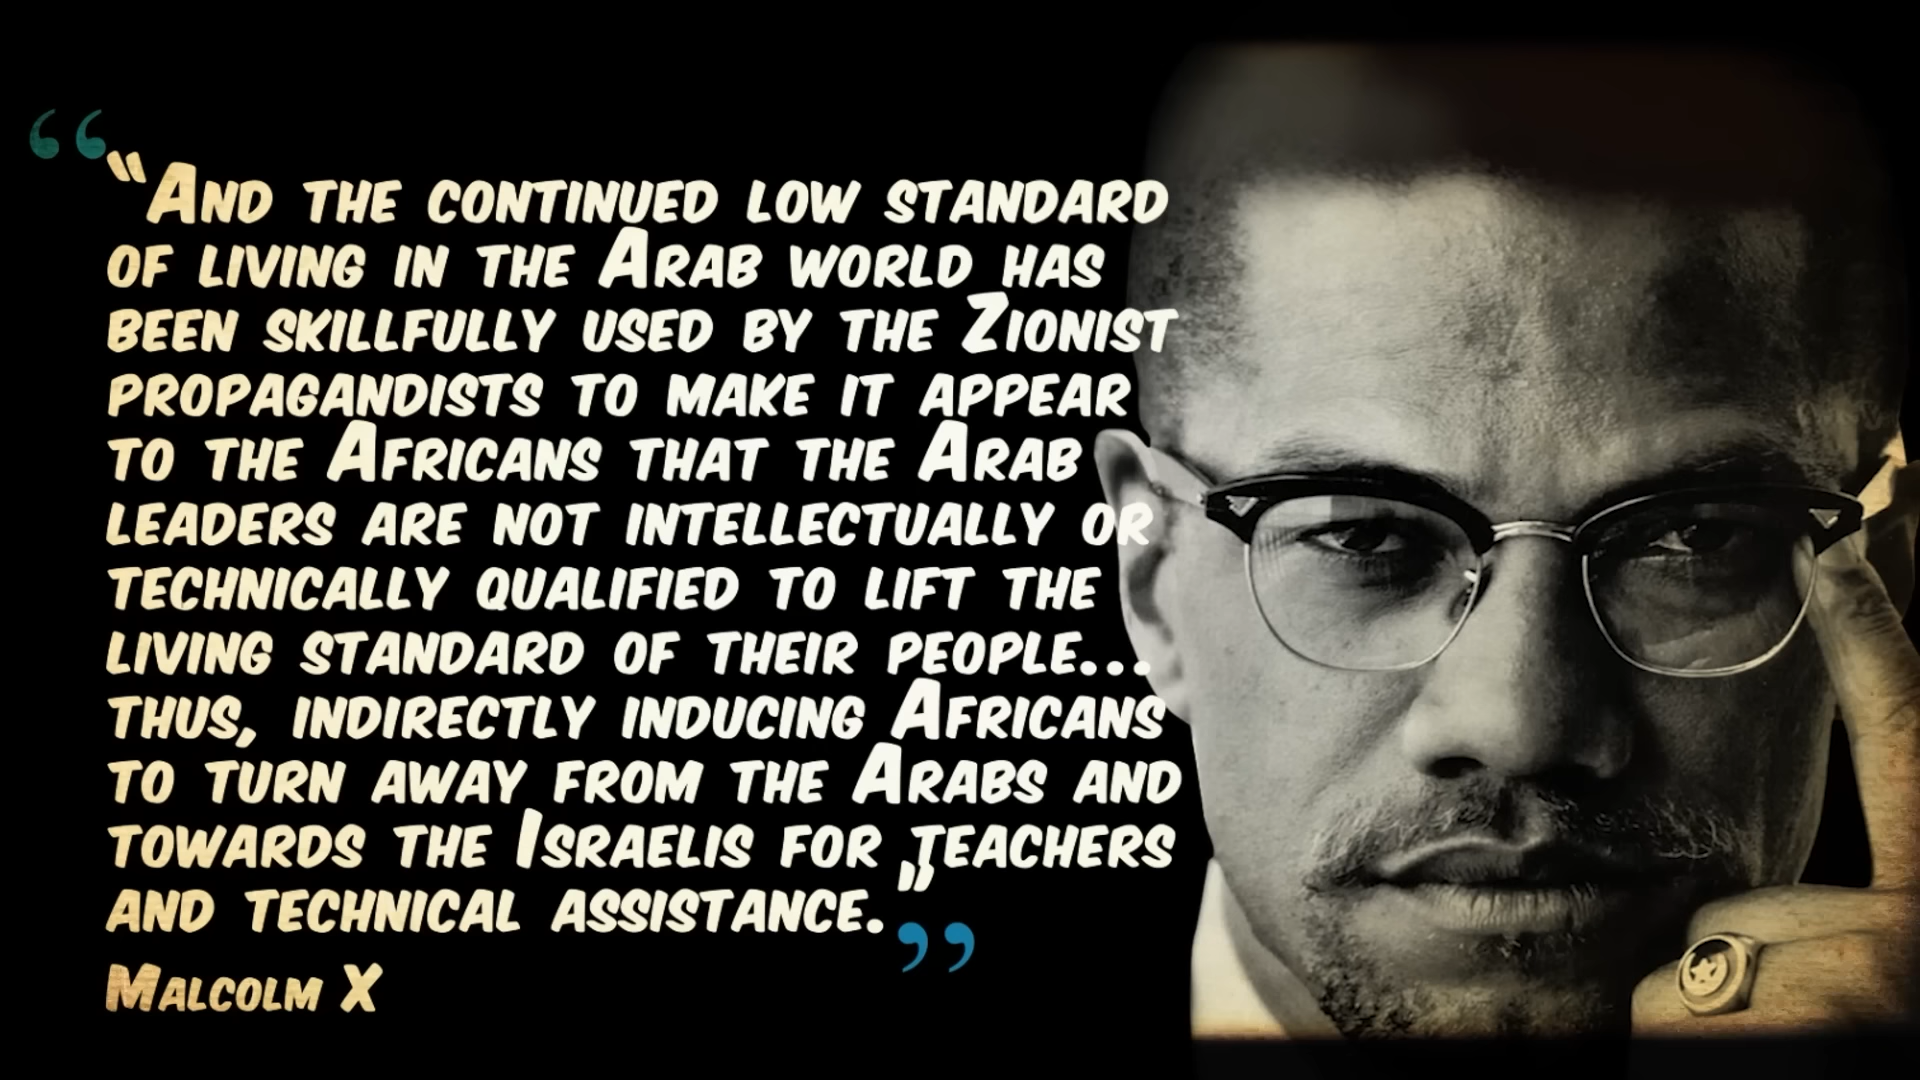 “
“And the continued low standard
of living in the Arab world has
been skillfully used by the Zionist
propagandists to make it appear
to the Africans that the Arab
leaders are not intellectually or
technically qualified to lift the
living standard of their people...
thus, indirectly inducing Africans
to turn away from the Arabs and
towards the Israelis for teachers
and technical assistance.”
”
Malcolm X